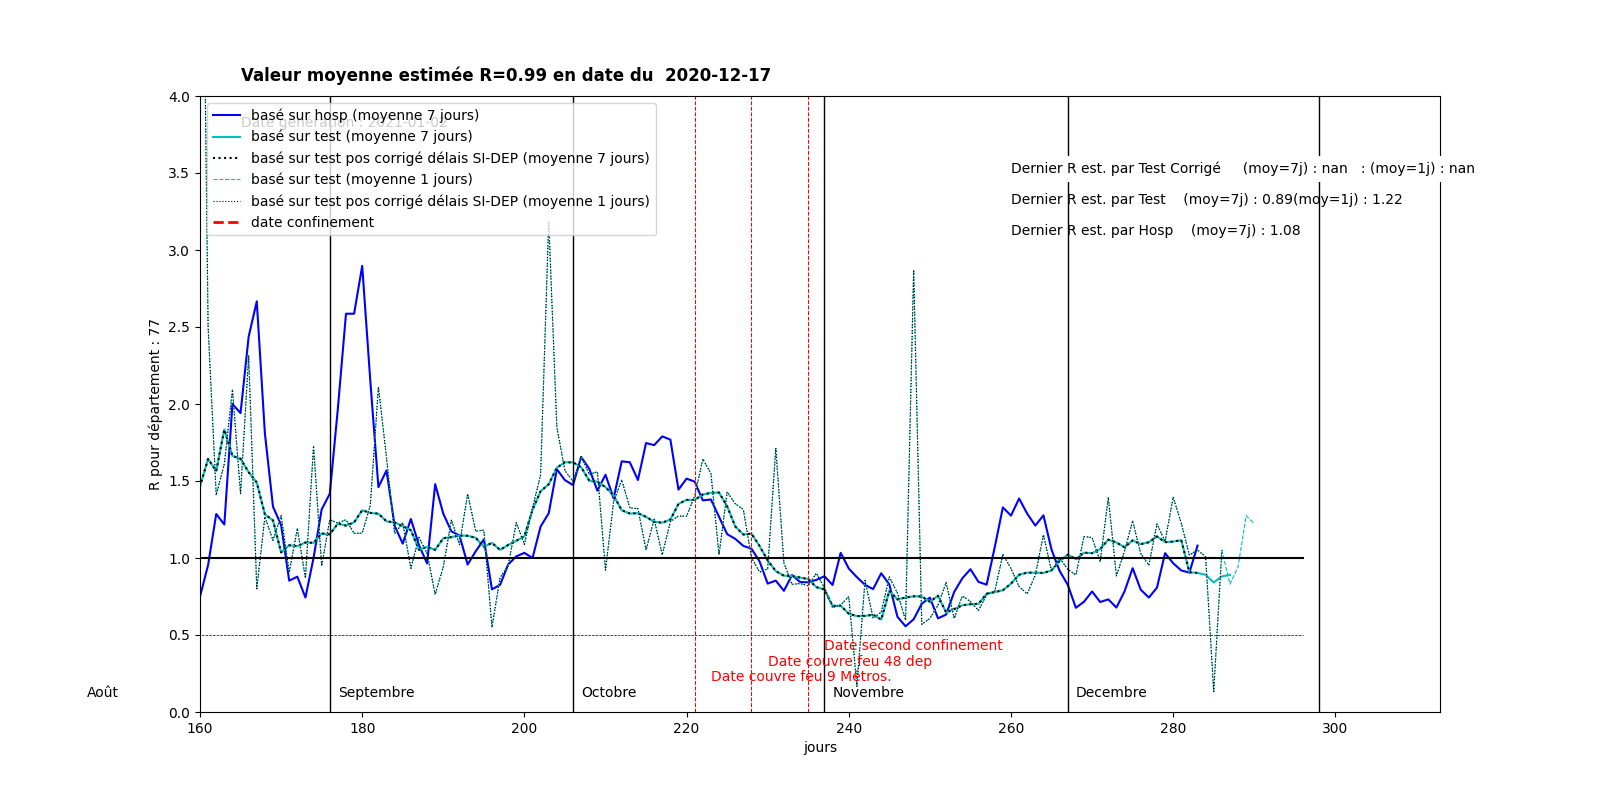 Valeur moyenne estimée R=0.99 en date du  2020-12-17
Date génération : 2021-01-02
basé sur hosp (moyenne 7 jours)
basé sur test (moyenne 7 jours)
basé sur test pos corrigé délais SI-DEP (moyenne 7 jours)
basé sur test (moyenne 1 jours)
basé sur test pos corrigé délais SI-DEP (moyenne 1 jours)
date confinement
Dernier R est. par Test Corrigé     (moy=7j) : nan   : (moy=1j) : nan
Dernier R est. par Test    (moy=7j) : 0.89(moy=1j) : 1.22
Dernier R est. par Hosp    (moy=7j) : 1.08
R pour département : 77
4.0
3.5
3.0
2.5
2.0
1.5
1.0
0.5
0.0
Date second confinement
Date couvre feu 48 dep
Date couvre feu 9 Métros.
Août
Septembre
Octobre
Novembre
Decembre
160
180
200
220
240
260
280
300
jours